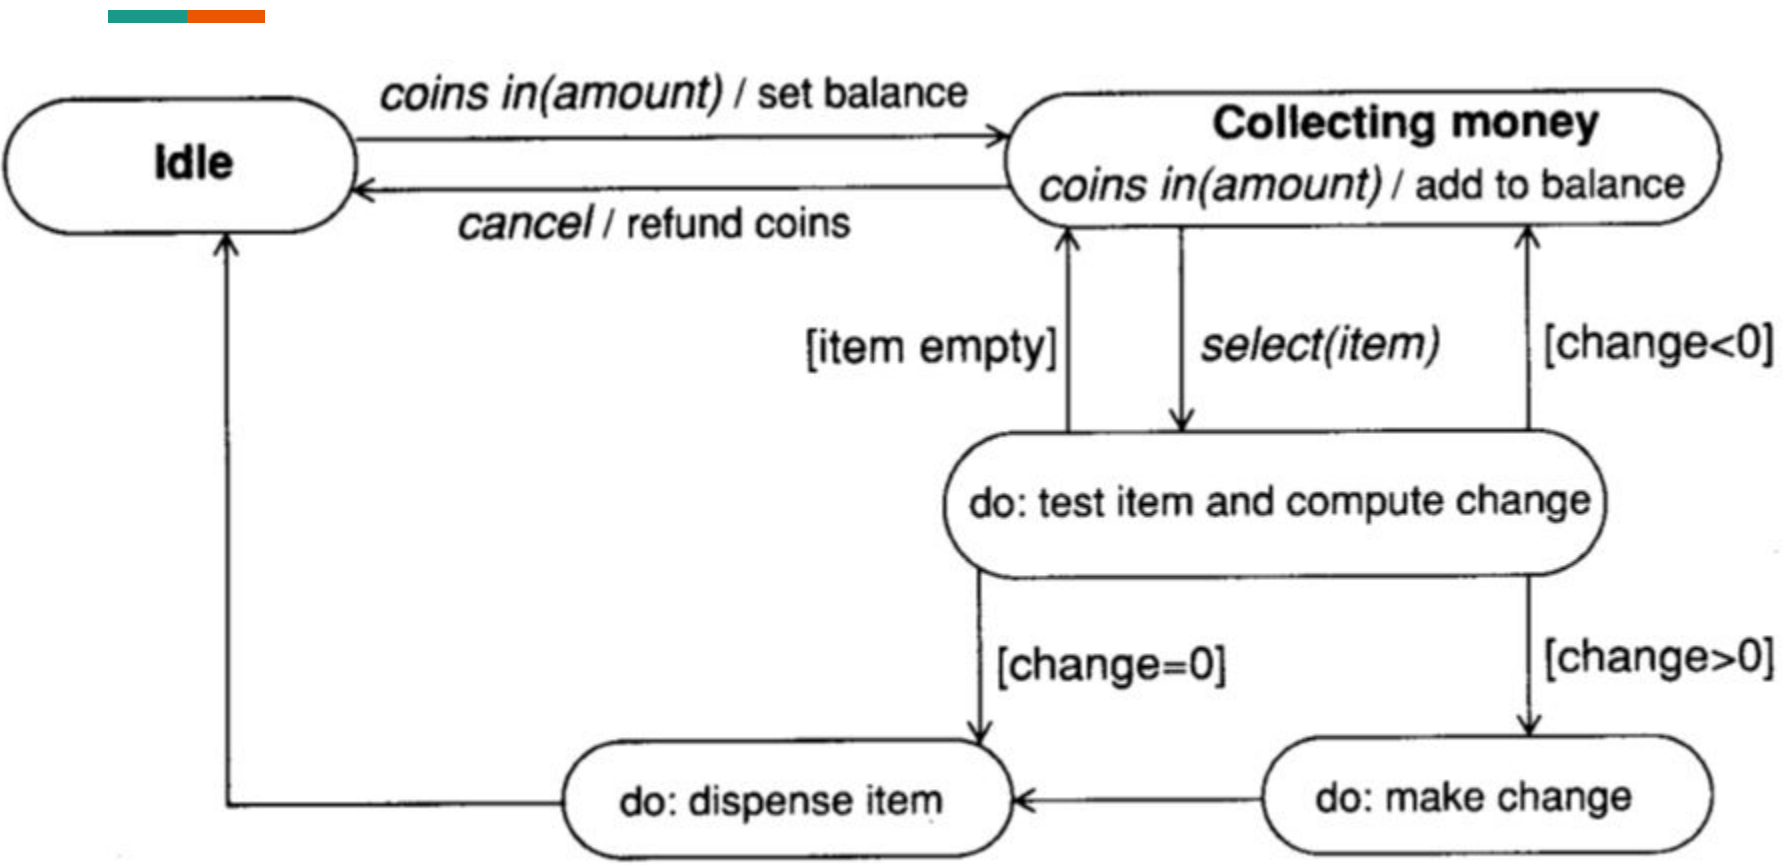 coins in(amount) / set balance
Idle
cancel / refund coins
Collecting money
coins in(amount) / add to balance
[item empty]
select(item)
[change<0]
do: test item and compute change
[change=0]
[change>0]
do: dispense item
do: make change